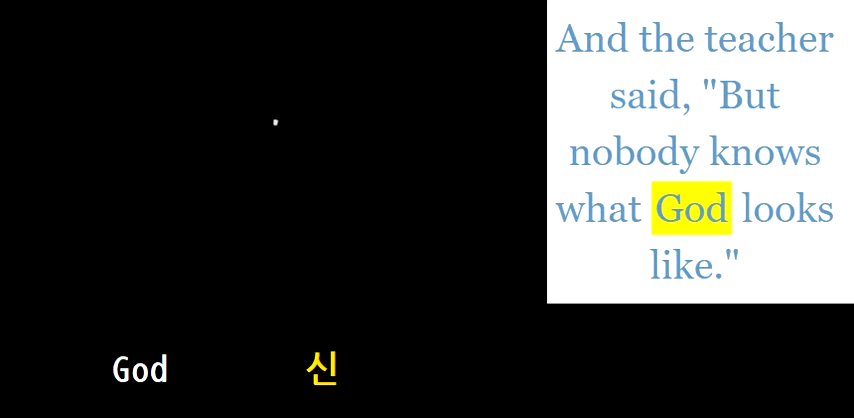 And the teacher
said, "But
nobody knows
what God looks
like."
God 신